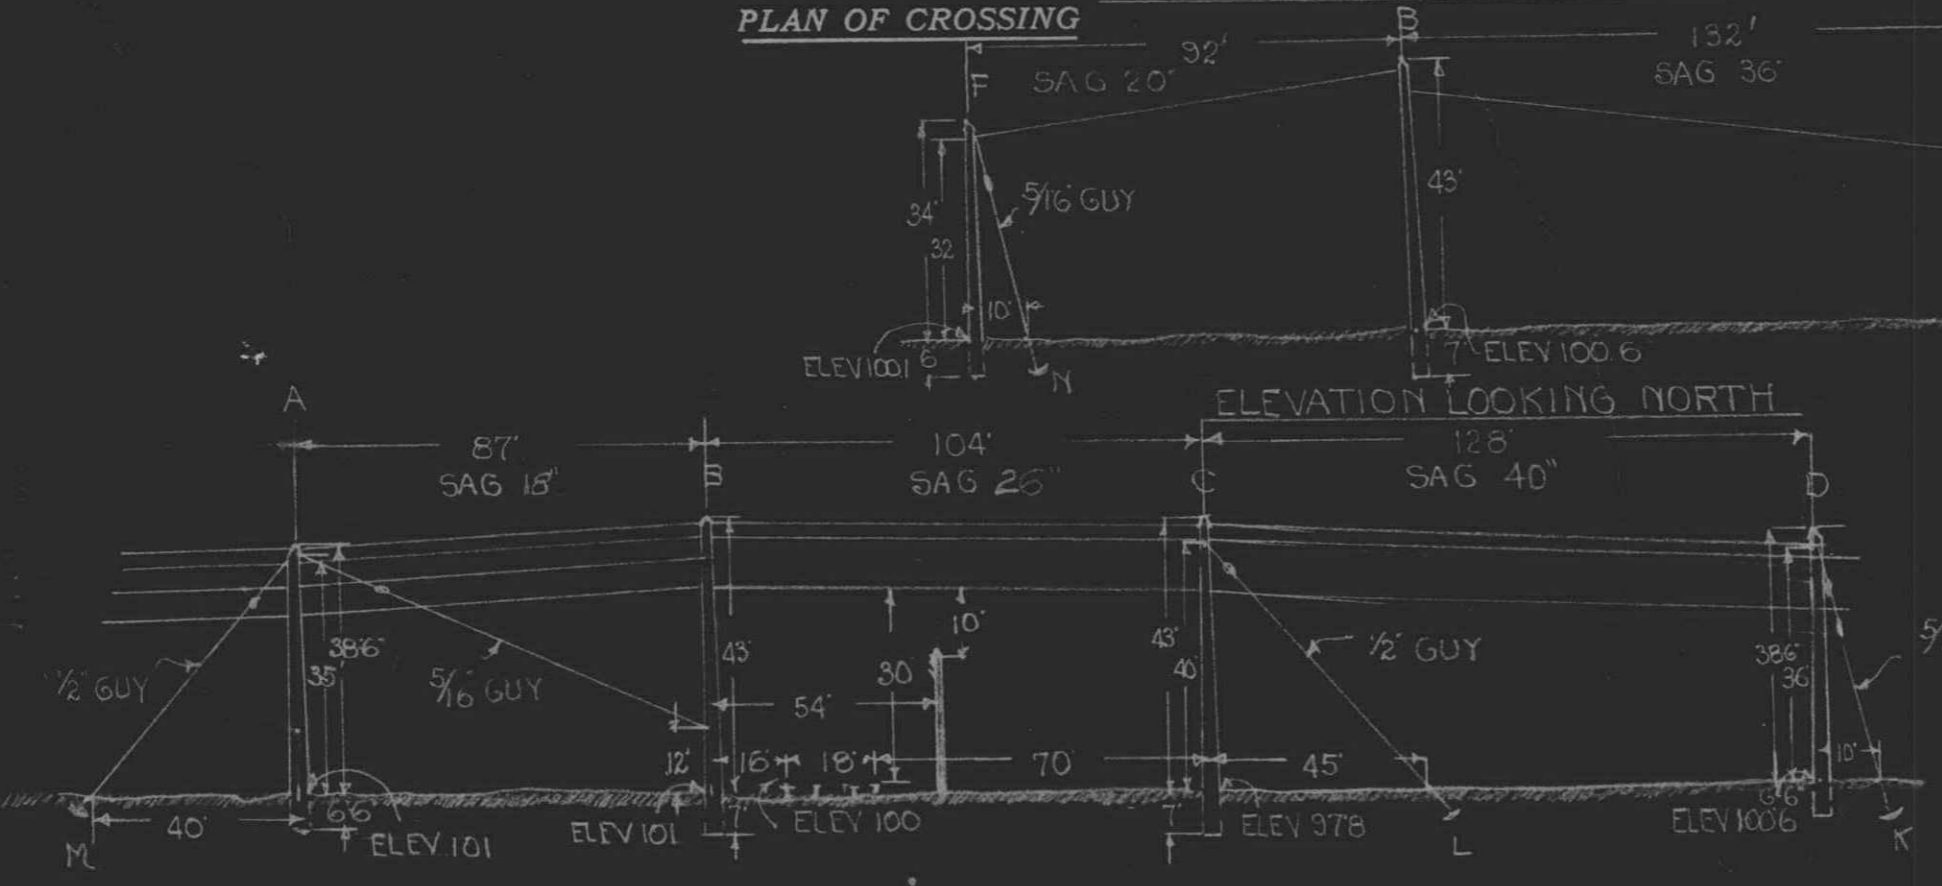 PLAN OF CROSSING
B
92'
132'
F
SAG 20"
SAG 36"
5/16" GUY
43'
34'
32
10'
ELEV 100.1
6
N
7'
ELEV 100.6
A
ELEVATION LOOKING NORTH
87'
104'
128'
SAG 18"
B
SAG 26"
C
SAG 40"
D
1/2" GUY
38'6"
35'
5/16" GUY
43'
30'
10'
43'
40'
1/2" GUY
38'6"
36'
5/
54'
12'
16'
18'
70'
45'
10'
40'
6'6"
ELEV 101
ELEV 101
7'
ELEV 100
7'
ELEV 97.8
6'-6"
ELEV 100.6
M
L
K